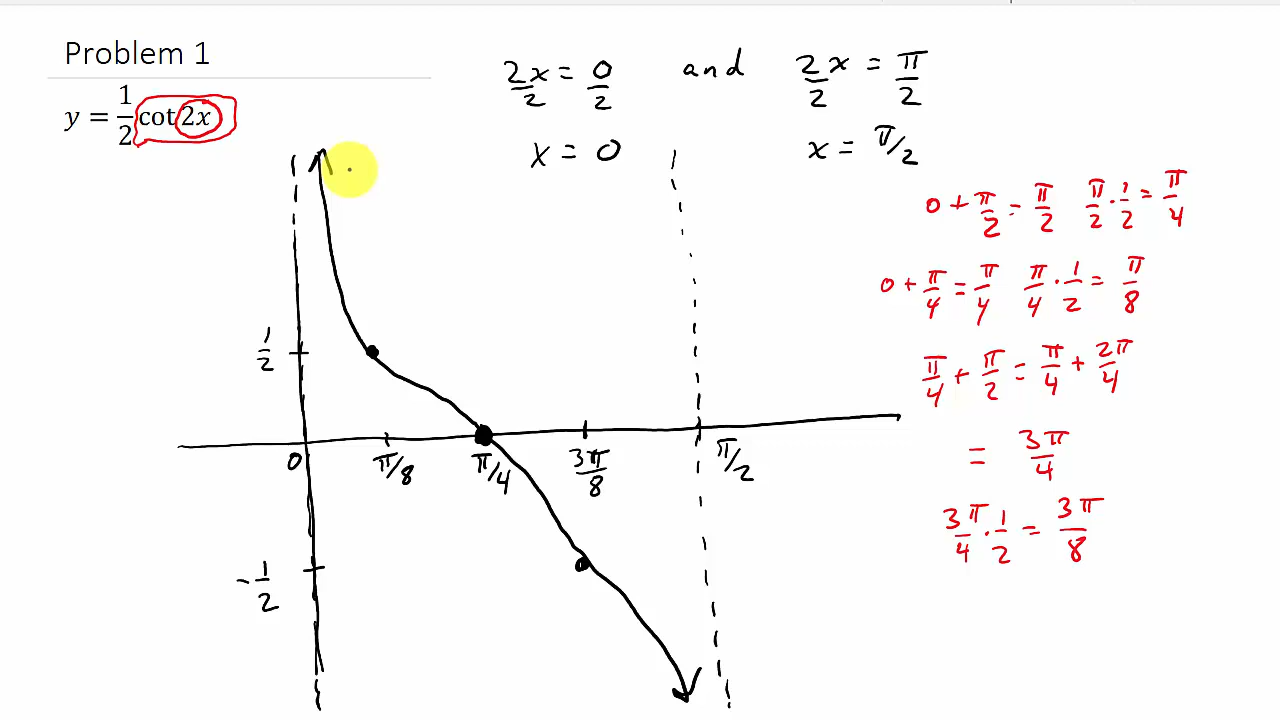 Problem 1
y = 1/2 cot 2x
2x/2 = 0/2 and 2x/2 = π/2
x = 0 x = π/2
0 + π/2 = π/2 π/2 · 1/2 = π/4
0 + π/4 = π/4 π/4 · 1/2 = π/8
π/4 + π/2 = π/4 + 2π/4
= 3π/4
3π/4 · 1/2 = 3π/8
1/2
0 π/8 π/4 3π/8 π/2
-1/2